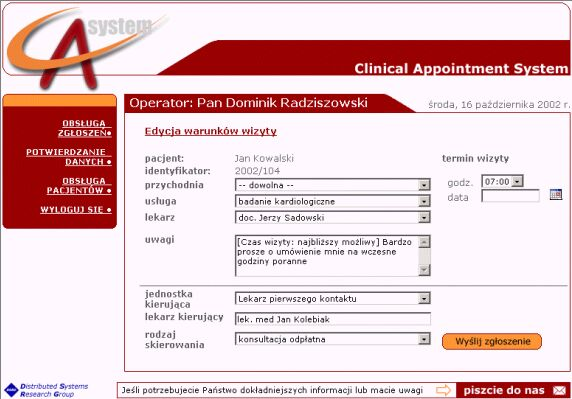 CA system
Clinical Appointment System
Operator: Pan Dominik Radziszowski
środa, 16 października 2002 r.
OBSŁUGA
ZGŁOSZEŃ
POTWIERDZANIE
DANYCH
OBSŁUGA
PACJENTÓW
WYLOGUJ SIE
Edycja warunków wizyty
pacjent: Jan Kowalski
identyfikator: 2002/104
przychodnia -- dowolna --
usługa badanie kardiologiczne
lekarz doc. Jerzy Sadowski
termin wizyty
godz. 07:00
data
uwagi
[Czas wizyty: najbliższy możliwy] Bardzo
prosze o umówienie mnie na wczesne
godziny poranne
jednostka
kierująca
Lekarz pierwszego kontaktu
lekarz kierujący lek. med Jan Kolebiak
rodzaj
skierowania
konsultacja odpłatna
Wyślij zgłoszenie
Distributed Systems
Research Group
Jeśli potrzebujecie Państwo dokładniejszych informacji lub macie uwagi
piszcie do nas